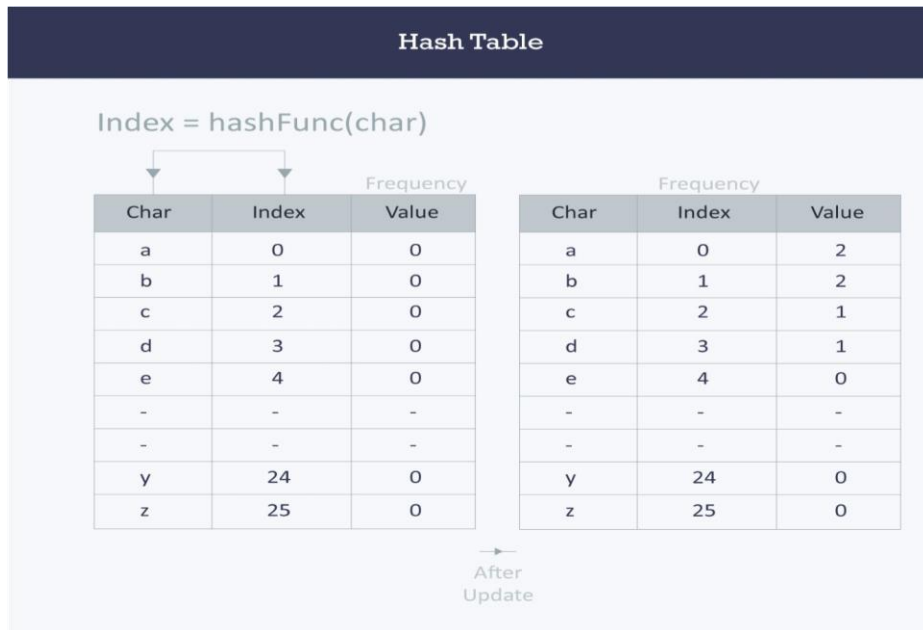 Hash Table
Index = hashFunc(char)
Frequency
Char Index Value
a 0 0
b 1 0
c 2 0
d 3 0
e 4 0
- - -
- - -
y 24 0
z 25 0
Frequency
Char Index Value
a 0 2
b 1 2
c 2 1
d 3 1
e 4 0
- - -
- - -
y 24 0
z 25 0
After
Update